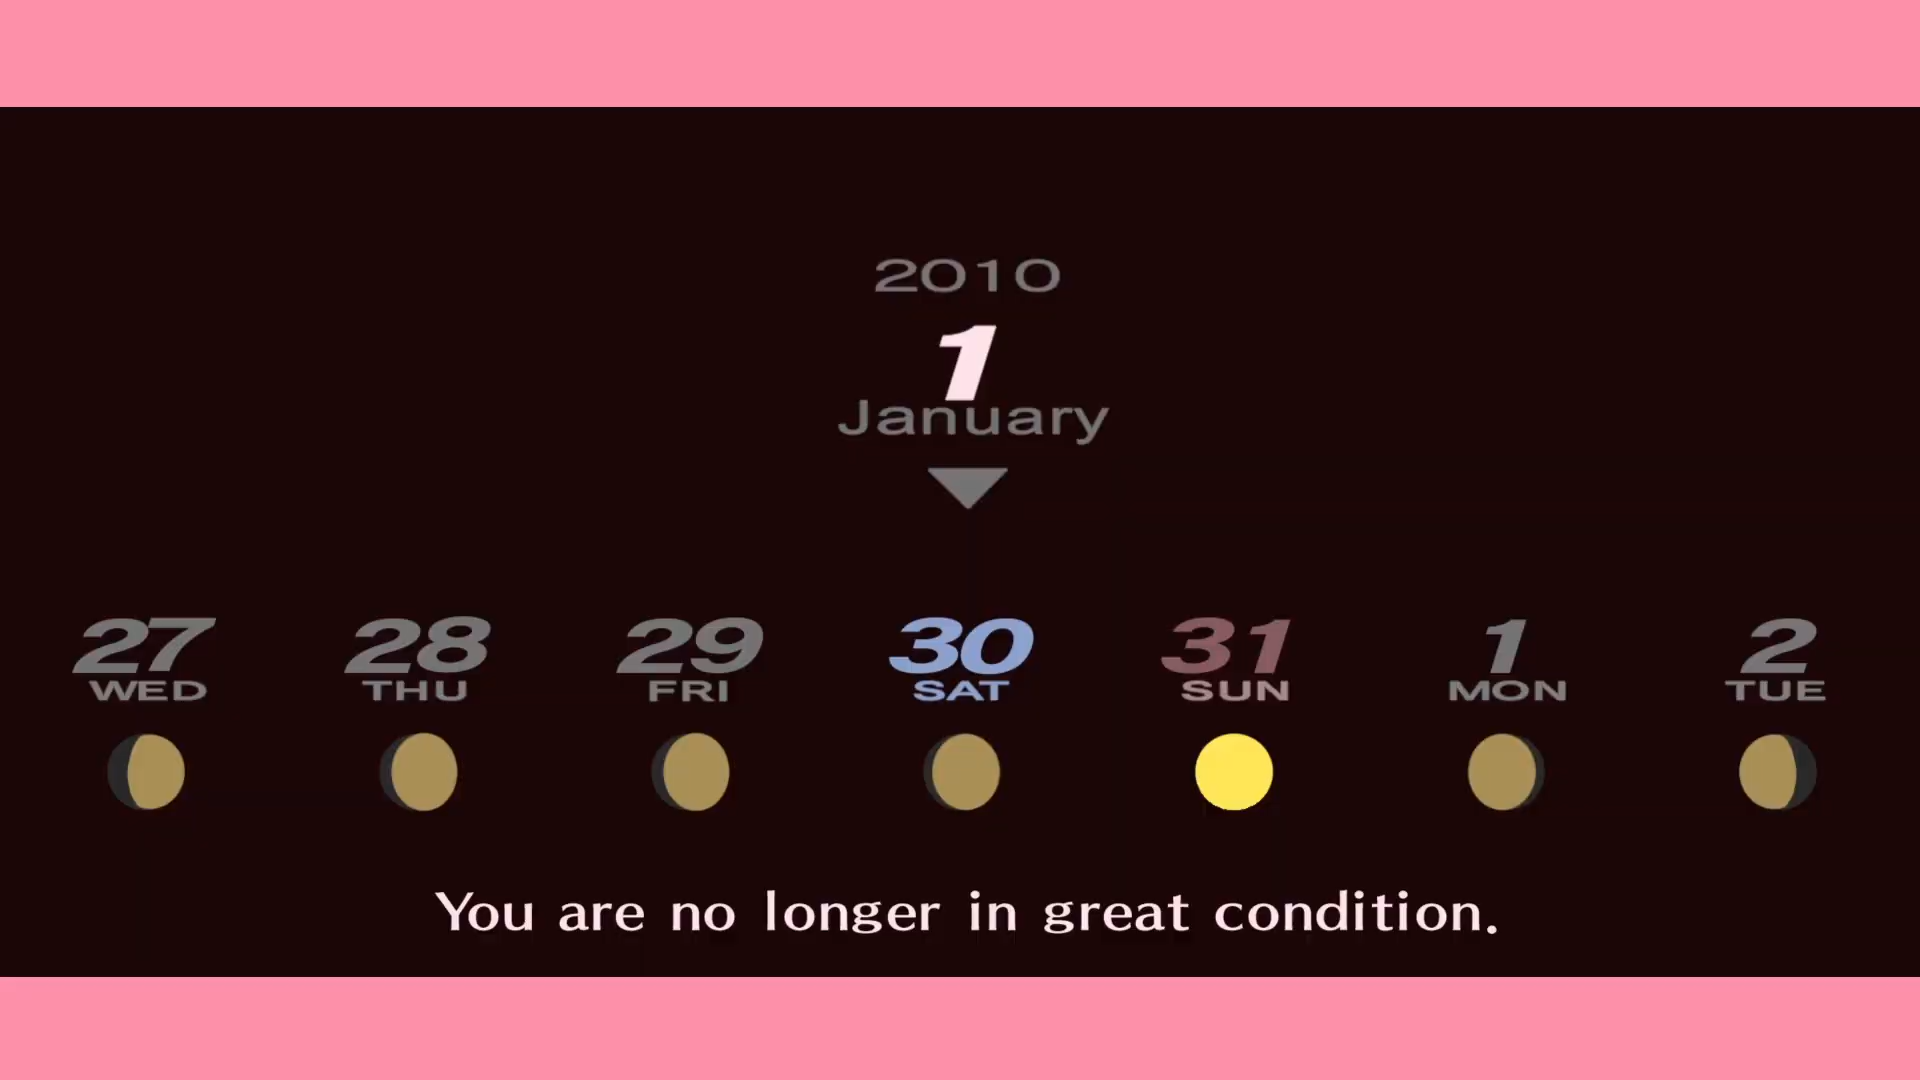 2010
1
January
27 28 29 30 31 1 2
WED THU FRI SAT SUN MON TUE
You are no longer in great condition.